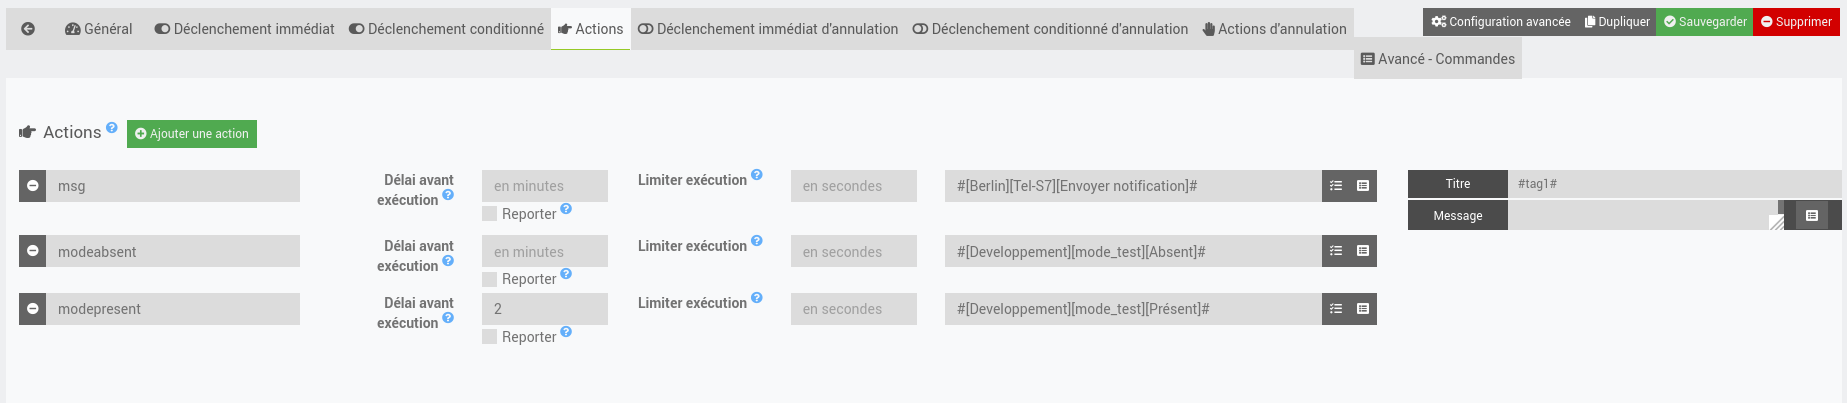 Général Déclenchement immédiat Déclenchement conditionné Actions Déclenchement immédiat d'annulation Déclenchement conditionné d'annulation Actions d'annulation Configuration avancée Dupliquer Sauvegarder Supprimer
Avancé - Commandes
Actions ? Ajouter une action
msg Délai avant exécution ? en minutes Limiter exécution ? en secondes #[Berlin][Tel-S7][Envoyer notification]# Titre #tag1#
Reporter ? Message
modeabsent Délai avant exécution ? en minutes Limiter exécution ? en secondes #[Developpement][mode_test][Absent]#
Reporter ?
modepresent Délai avant exécution ? 2 Limiter exécution ? en secondes #[Developpement][mode_test][Présent]#
Reporter ?